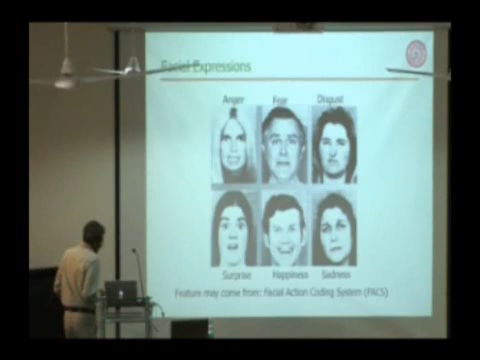 Facial Expressions
Anger Fear Disgust
Surprise Happiness Sadness
Feature may come from: Facial Action Coding System (FACS)